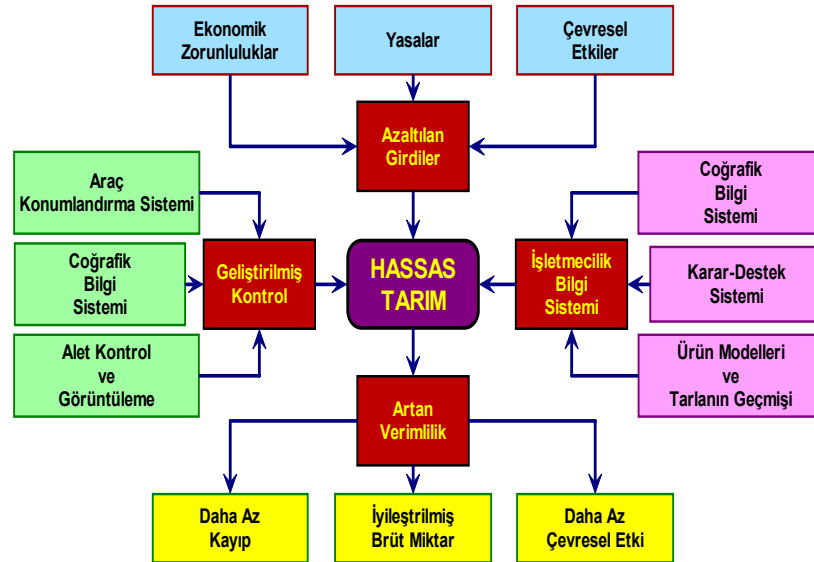 Ekonomik
Zorunluluklar
Yasalar
Çevresel
Etkiler
Azaltılan
Girdiler
Araç
Konumlandırma Sistemi
Coğrafik
Bilgi
Sistemi
Alet Kontrol
ve
Görüntüleme
Geliştirilmiş
Kontrol
HASSAS
TARIM
İşletmecilik
Bilgi
Sistemi
Coğrafik
Bilgi
Sistemi
Karar-Destek
Sistemi
Ürün Modelleri
ve
Tarlanın Geçmişi
Artan
Verimlilik
Daha Az
Kayıp
İyileştrilmiş
Brüt Miktar
Daha Az
Çevresel Etki